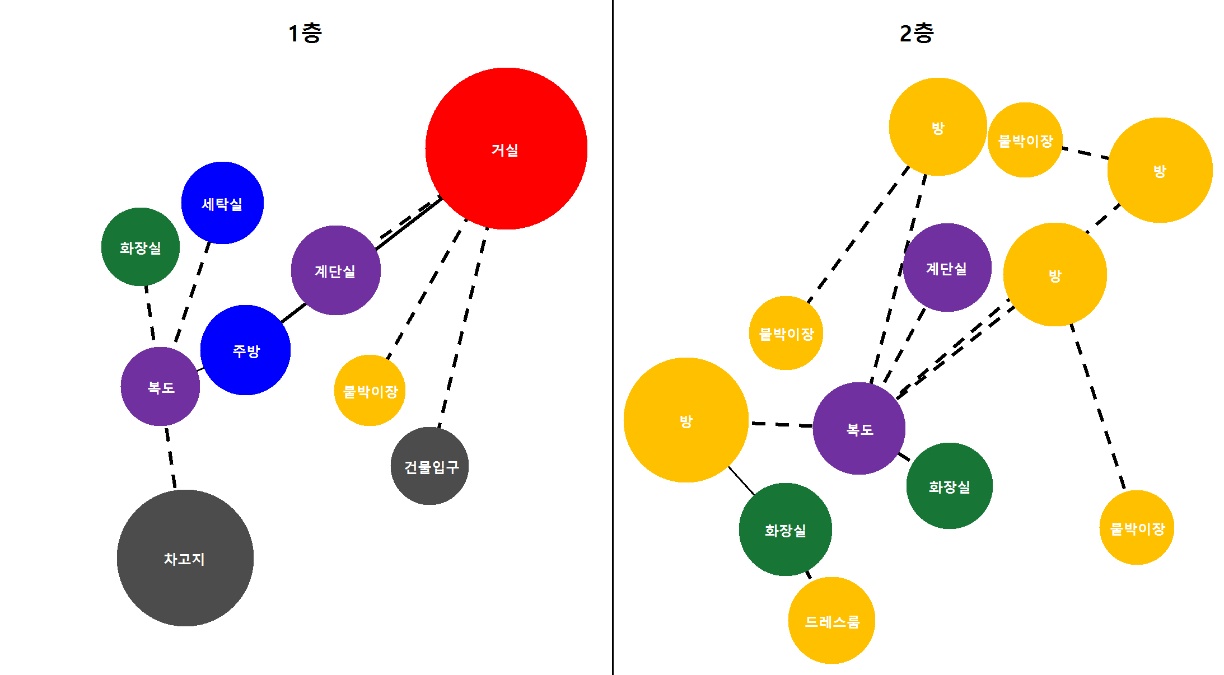 1층
거실
세탁실
화장실
계단실
주방
복도
붙박이장
건물입구
차고지
2층
방
붙박이장
방
계단실
방
붙박이장
방
복도
화장실
화장실
붙박이장
드레스룸